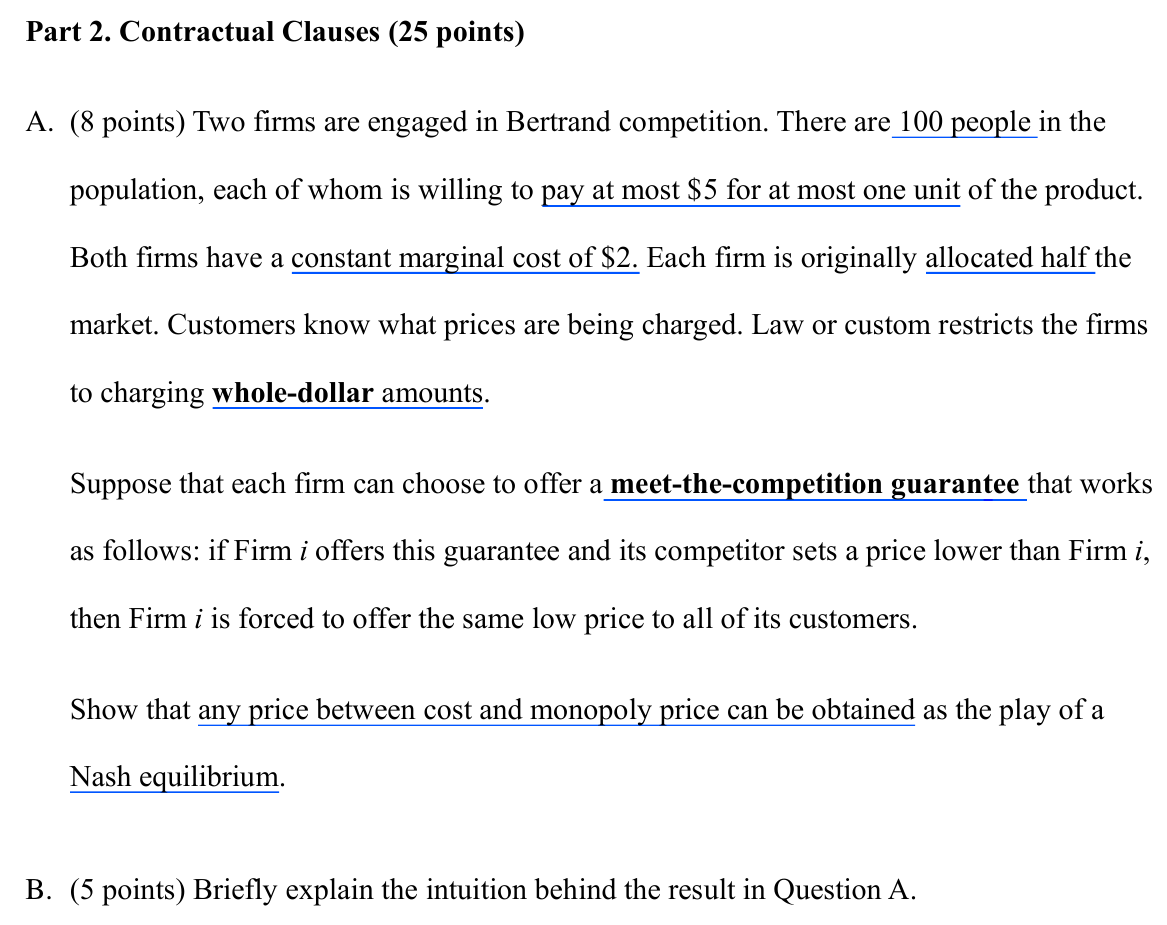 Part 2. Contractual Clauses (25 points)
A. (8 points) Two firms are engaged in Bertrand competition. There are 100 people in the
population, each of whom is willing to pay at most $5 for at most one unit of the product.
Both firms have a constant marginal cost of $2. Each firm is originally allocated half the
market. Customers know what prices are being charged. Law or custom restricts the firms
to charging whole-dollar amounts.
Suppose that each firm can choose to offer a meet-the-competition guarantee that works
as follows: if Firm i offers this guarantee and its competitor sets a price lower than Firm i,
then Firm i is forced to offer the same low price to all of its customers.
Show that any price between cost and monopoly price can be obtained as the play of a
Nash equilibrium.
B. (5 points) Briefly explain the intuition behind the result in Question A.